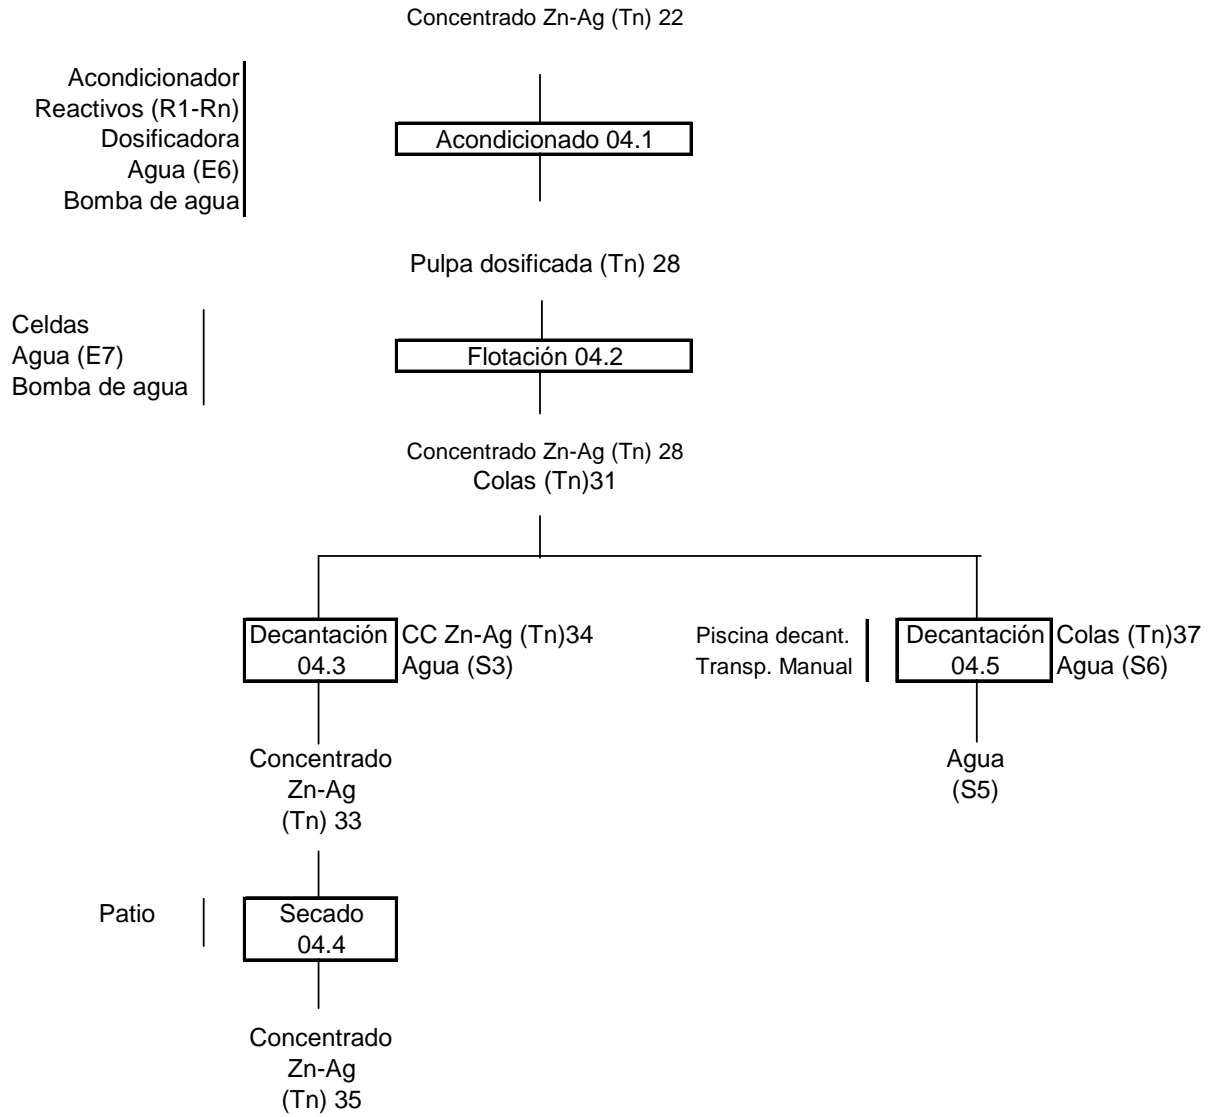 Concentrado Zn-Ag (Tn) 22
Acondicionador
Reactivos (R1-Rn)
Dosificadora
Agua (E6)
Bomba de agua
Acondicionado 04.1
Pulpa dosificada (Tn) 28
Celdas
Agua (E7)
Bomba de agua
Flotación 04.2
Concentrado Zn-Ag (Tn) 28
Colas (Tn)31
Decantación
04.3
CC Zn-Ag (Tn)34
Agua (S3)
Piscina decant.
Transp. Manual
Decantación
04.5
Colas (Tn)37
Agua (S6)
Concentrado
Zn-Ag
(Tn) 33
Agua
(S5)
Patio
Secado
04.4
Concentrado
Zn-Ag
(Tn) 35